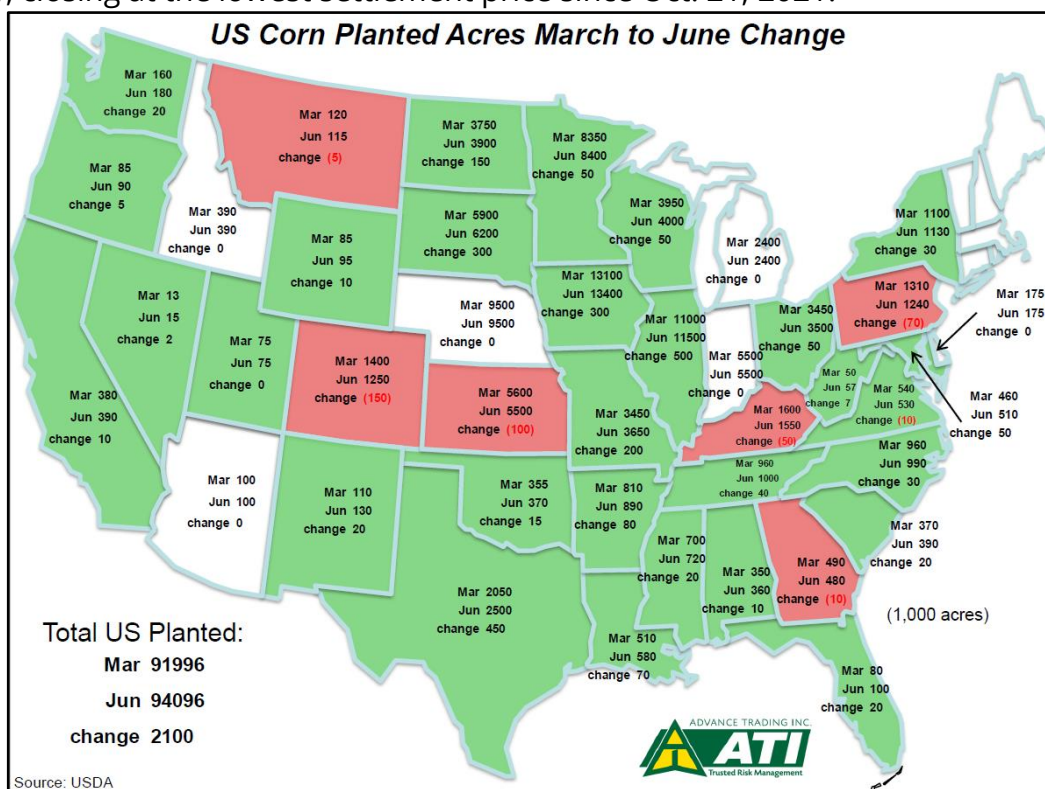 closing at the lowest settlement price since Oct. 21, 2021.
US Corn Planted Acres March to June Change
Mar 160
Jun 180
change 20
Mar 120
Jun 115
change (5)
Mar 3750
Jun 3900
change 150
Mar 8350
Jun 8400
change 50
Mar 85
Jun 90
change 5
Mar 390
Jun 390
change 0
Mar 85
Jun 95
change 10
Mar 5900
Jun 6200
change 300
Mar 3950
Jun 4000
change 50
Mar 2400
Jun 2400
change 0
Mar 1100
Jun 1130
change 30
Mar 13
Jun 15
change 2
Mar 75
Jun 75
change 0
Mar 9500
Jun 9500
change 0
Mar 13100
Jun 13400
change 300
Mar 11000
Jun 11500
change 500
Mar 5500
Jun 5500
change 0
Mar 3450
Jun 3500
change 50
Mar 1310
Jun 1240
change (70)
Mar 175
Jun 175
change 0
Mar 380
Jun 390
change 10
Mar 1400
Jun 1250
change (150)
Mar 5600
Jun 5500
change (100)
Mar 3450
Jun 3650
change 200
Mar 1600
Jun 1550
change (50)
Mar 50
Jun 57
change 7
Mar 540
Jun 530
change (10)
Mar 460
Jun 510
change 50
Mar 100
Jun 100
change 0
Mar 110
Jun 130
change 20
Mar 355
Jun 370
change 15
Mar 810
Jun 890
change 80
Mar 960
Jun 1000
change 40
Mar 960
Jun 990
change 30
Mar 370
Jun 390
change 20
Mar 2050
Jun 2500
change 450
Mar 510
Jun 580
change 70
Mar 700
Jun 720
change 20
Mar 350
Jun 360
change 10
Mar 490
Jun 480
change (10)
Mar 80
Jun 100
change 20
(1,000 acres)
Total US Planted:
Mar 91996
Jun 94096
change 2100
ADVANCE TRADING INC.
ATI
Trusted Risk Management
Source: USDA